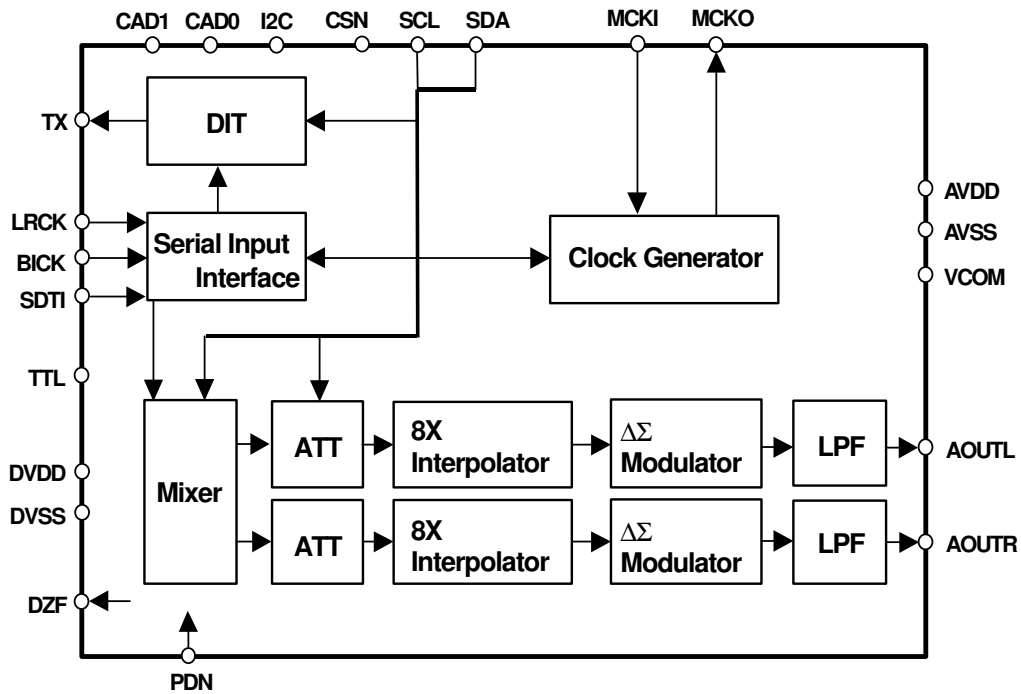 CAD1 CAD0 I2C CSN SCL SDA MCKI MCKO
TX
DIT
LRCK
BICK
SDTI
Serial Input
Interface
Clock Generator
AVDD
AVSS
VCOM
TTL
DVDD
DVSS
DZF
Mixer
ATT
8X
Interpolator
ΔΣ
Modulator
LPF
AOUTL
ATT
8X
Interpolator
ΔΣ
Modulator
LPF
AOUTR
PDN